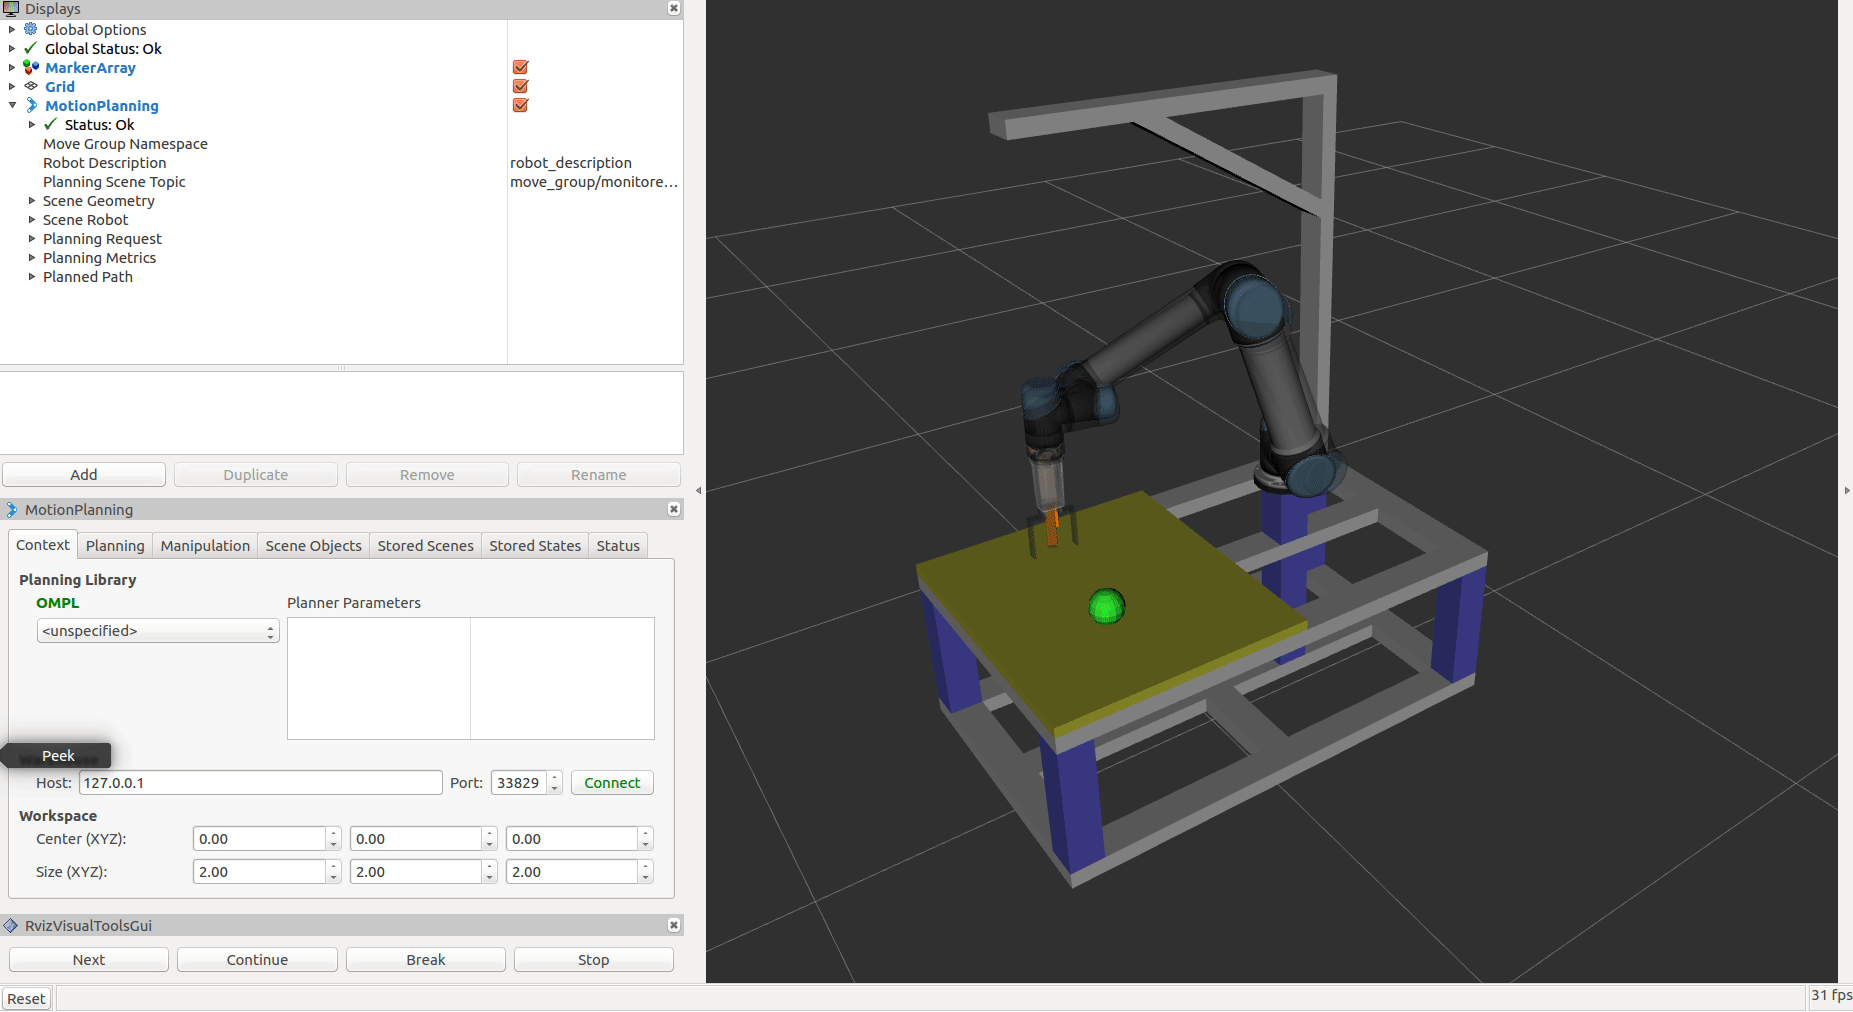 Displays
Global Options
Global Status: Ok
MarkerArray
Grid
MotionPlanning
Status: Ok
Move Group Namespace
Robot Description robot_description
Planning Scene Topic move_group/monitore...
Scene Geometry
Scene Robot
Planning Request
Planning Metrics
Planned Path
Add Duplicate Remove Rename
MotionPlanning
Context Planning Manipulation Scene Objects Stored Scenes Stored States Status
Planning Library
OMPL Planner Parameters
<unspecified>
Peek
Host: 127.0.0.1 Port: 33829 Connect
Workspace
Center (XYZ): 0.00 0.00 0.00
Size (XYZ): 2.00 2.00 2.00
RvizVisualToolsGui
Next Continue Break Stop
Reset 31 fps